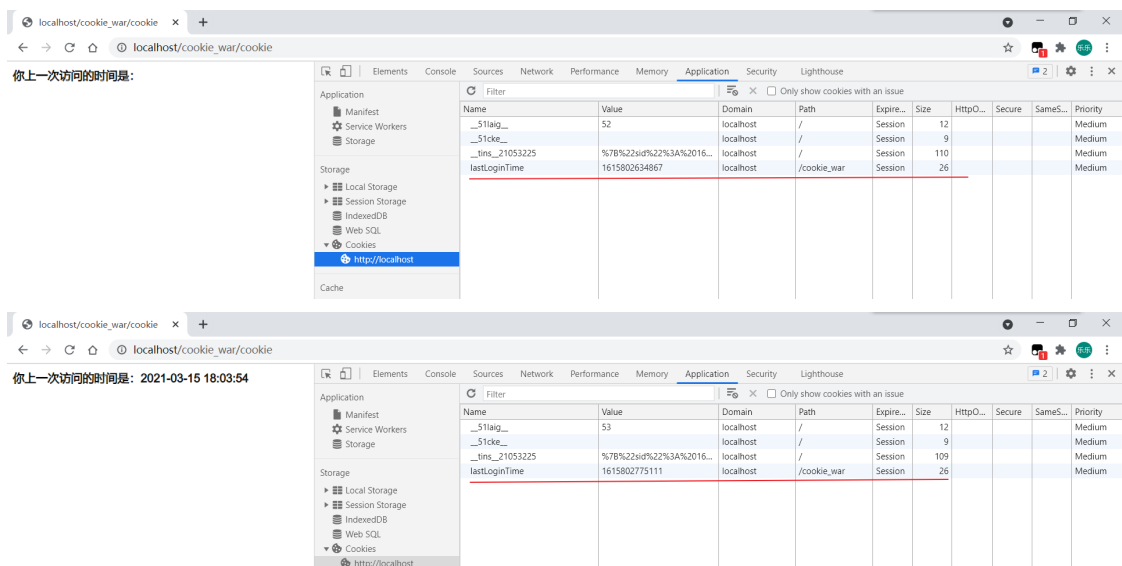 localhost/cookie_war/cookie × +
localhost/cookie_war/cookie 1 乐乐
你上一次访问的时间是：
Elements Console Sources Network Performance Memory Application Security Lighthouse 2
Application
Manifest
Service Workers
Storage
Storage
Local Storage
Session Storage
IndexedDB
Web SQL
Cookies
http://localhost
Cache
Filter Only show cookies with an issue
Name Value Domain Path Expire... Size HttpO... Secure SameS... Priority
__51laig__ 52 localhost / Session 12 Medium
__51cke__ localhost / Session 9 Medium
__tins__21053225 %7B%22sid%22%3A%2016... localhost / Session 110 Medium
lastLoginTime 1615802634867 localhost /cookie_war Session 26 Medium
localhost/cookie_war/cookie × +
localhost/cookie_war/cookie 1 乐乐
你上一次访问的时间是：2021-03-15 18:03:54
Elements Console Sources Network Performance Memory Application Security Lighthouse 2
Application
Manifest
Service Workers
Storage
Storage
Local Storage
Session Storage
IndexedDB
Web SQL
Cookies
http://localhost
Filter Only show cookies with an issue
Name Value Domain Path Expire... Size HttpO... Secure SameS... Priority
__51laig__ 53 localhost / Session 12 Medium
__51cke__ localhost / Session 9 Medium
__tins__21053225 %7B%22sid%22%3A%2016... localhost / Session 109 Medium
lastLoginTime 1615802775111 localhost /cookie_war Session 26 Medium